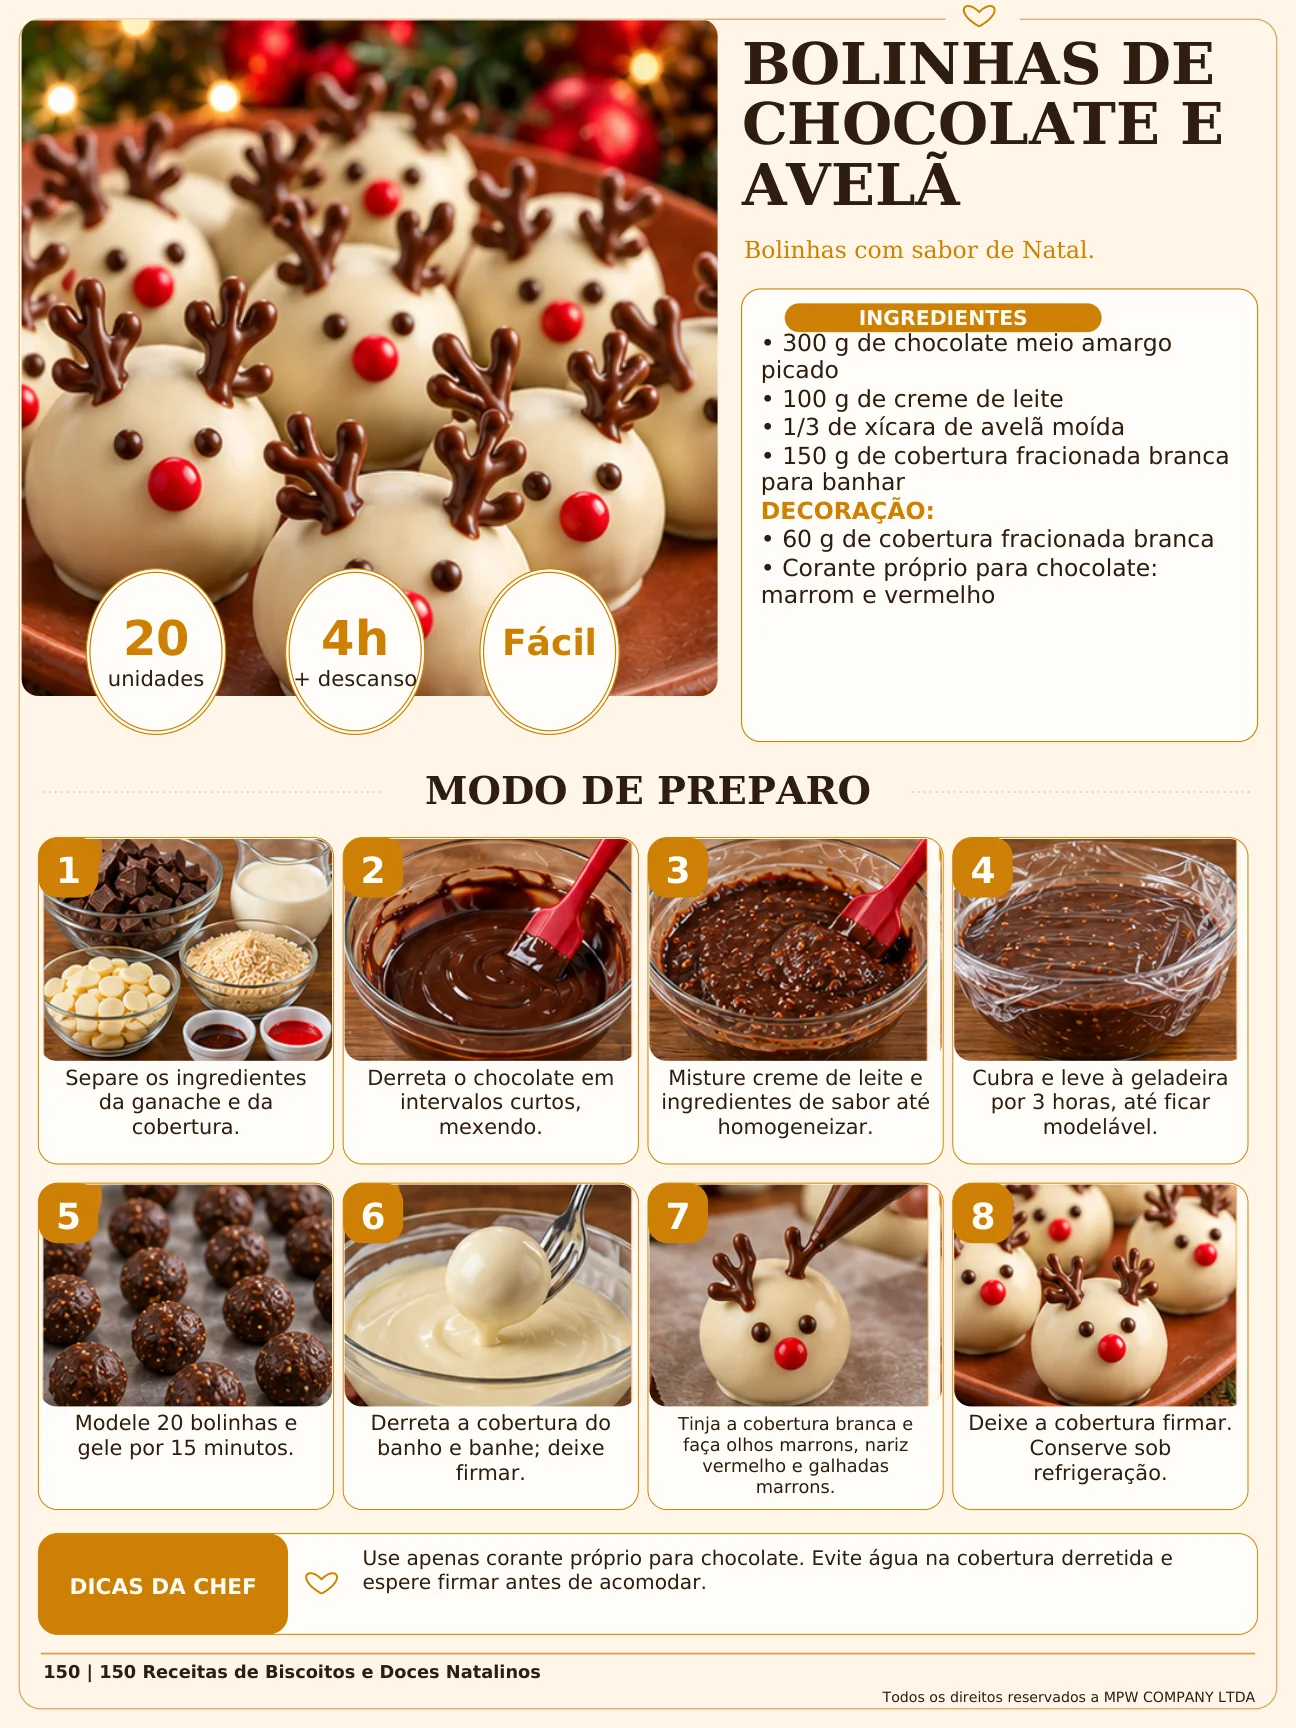 BOLINHAS DE
CHOCOLATE E
AVELÃ
Bolinhas com sabor de Natal.
INGREDIENTES
• 300 g de chocolate meio amargo
picado
• 100 g de creme de leite
• 1/3 de xícara de avelã moída
• 150 g de cobertura fracionada branca
para banhar
DECORAÇÃO:
• 60 g de cobertura fracionada branca
• Corante próprio para chocolate:
marrom e vermelho
20
unidades
4h
+ descanso
Fácil
MODO DE PREPARO
1
Separe os ingredientes
da ganache e da
cobertura.
2
Derreta o chocolate em
intervalos curtos,
mexendo.
3
Misture creme de leite e
ingredientes de sabor até
homogeneizar.
4
Cubra e leve à geladeira
por 3 horas, até ficar
modelável.
5
Modele 20 bolinhas e
gele por 15 minutos.
6
Derreta a cobertura do
banho e banhe; deixe
firmar.
7
Tinja a cobertura branca e
faça olhos marrons, nariz
vermelho e galhadas
marrons.
8
Deixe a cobertura firmar.
Conserve sob
refrigeração.
DICAS DA CHEF
Use apenas corante próprio para chocolate. Evite água na cobertura derretida e
espere firmar antes de acomodar.
150 | 150 Receitas de Biscoitos e Doces Natalinos
Todos os direitos reservados a MPW COMPANY LTDA